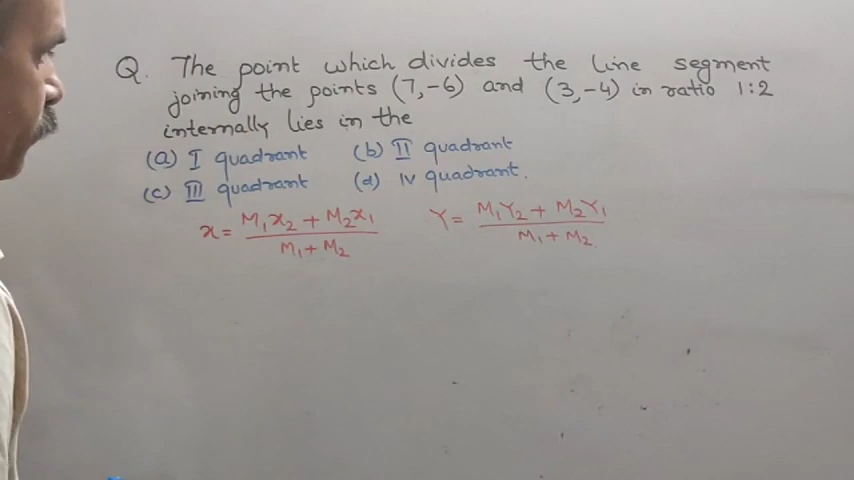 Q. The point which divides the line segment
joining the points (7,-6) and (3,-4) in ratio 1:2
internally lies in the
(a) I quadrant (b) II quadrant
(c) III quadrant (d) IV quadrant.
x = M₁x₂ + M₂x₁ / M₁ + M₂ Y = M₁Y₂ + M₂Y₁ / M₁ + M₂